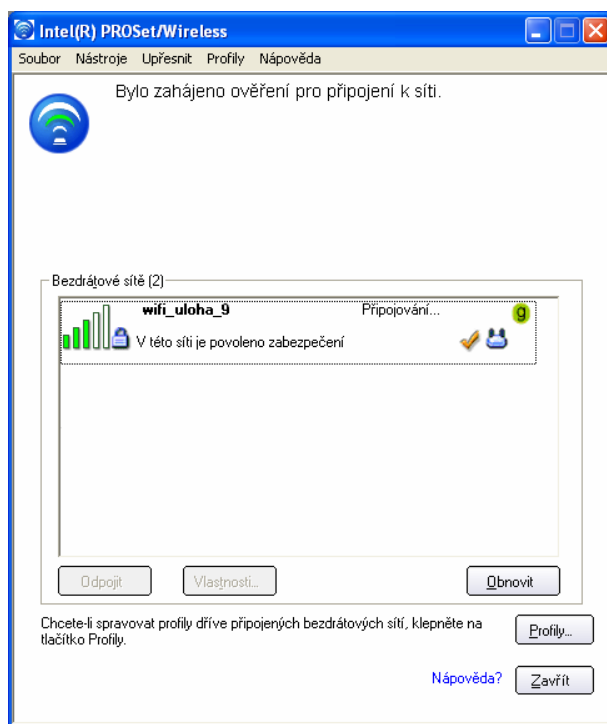 Intel(R) PROSet/Wireless
Soubor Nástroje Upřesnit Profily Nápověda
Bylo zahájeno ověření pro připojení k síti.
Bezdrátové sítě (2)
wifi_uloha_9 Připojování... g
V této síti je povoleno zabezpečení
Odpojit Vlastnosti... Obnovit
Chcete-li spravovat profily dříve připojených bezdrátových sítí, klepněte na
tlačítko Profily.
Profily...
Nápověda? Zavřít